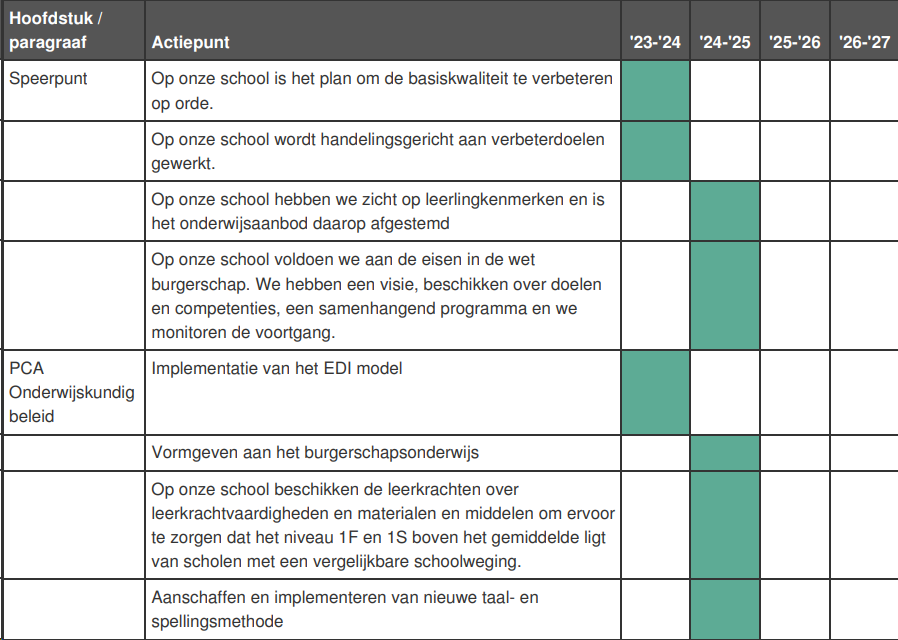 Hoofdstuk /
paragraaf
Actiepunt
'23-'24
'24-'25
'25-'26
'26-'27
Speerpunt
Op onze school is het plan om de basiskwaliteit te verbeteren
op orde.
Op onze school wordt handelingsgericht aan verbeterdoelen
gewerkt.
Op onze school hebben we zicht op leerlingkenmerken en is
het onderwijsaanbod daarop afgestemd
Op onze school voldoen we aan de eisen in de wet
burgerschap. We hebben een visie, beschikken over doelen
en competenties, een samenhangend programma en we
monitoren de voortgang.
PCA
Onderwijskundig
beleid
Implementatie van het EDI model
Vormgeven aan het burgerschapsonderwijs
Op onze school beschikken de leerkrachten over
leerkrachtvaardigheden en materialen en middelen om ervoor
te zorgen dat het niveau 1F en 1S boven het gemiddelde ligt
van scholen met een vergelijkbare schoolweging.
Aanschaffen en implementeren van nieuwe taal- en
spellingsmethode